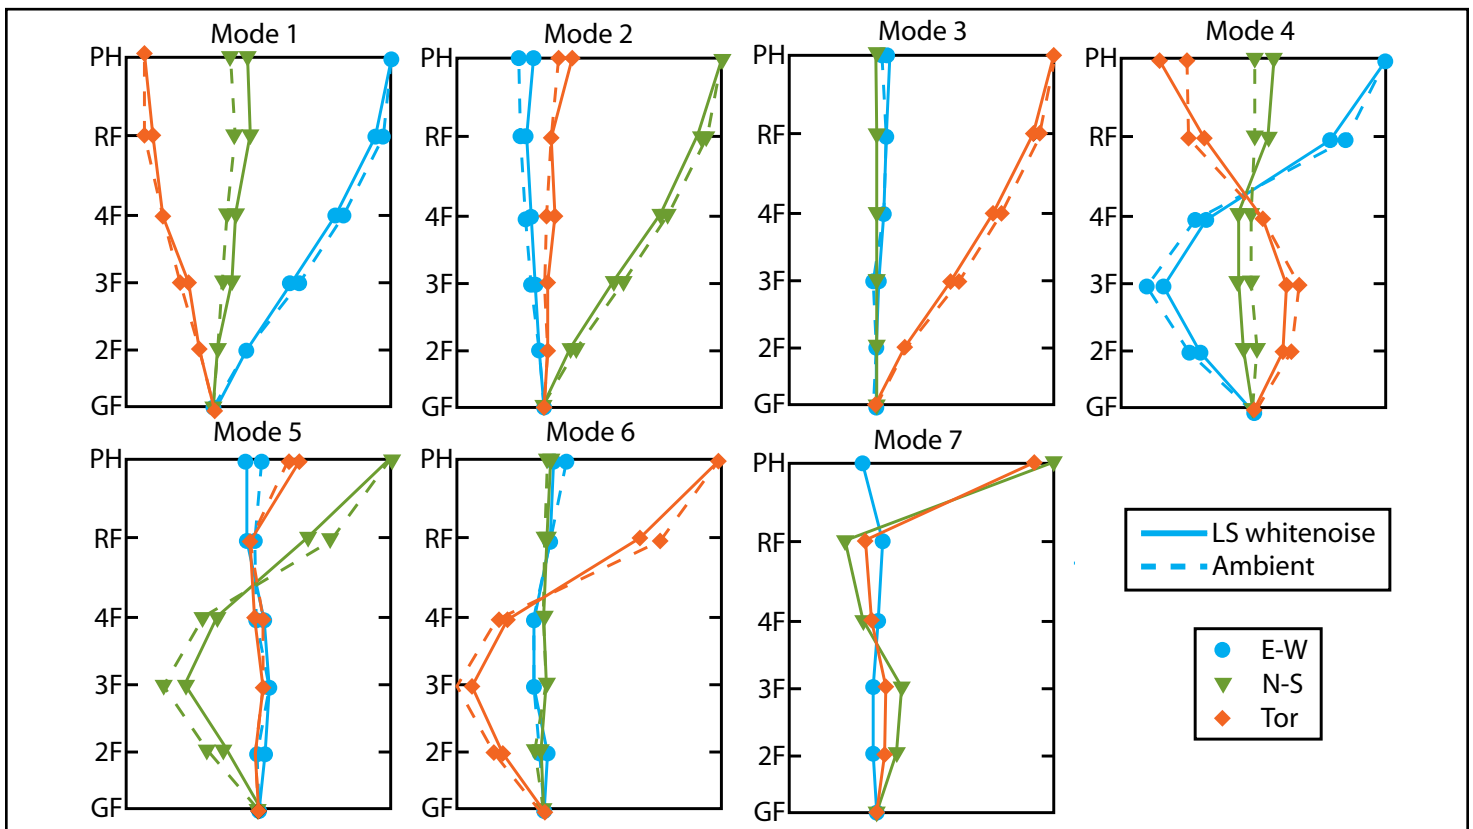 Mode 1
PH
RF
4F
3F
2F
GF
Mode 2
PH
RF
4F
3F
2F
GF
Mode 3
PH
RF
4F
3F
2F
GF
Mode 4
PH
RF
4F
3F
2F
GF
Mode 5
PH
RF
4F
3F
2F
GF
Mode 6
PH
RF
4F
3F
2F
GF
Mode 7
PH
RF
4F
3F
2F
GF
LS whitenoise
Ambient
E-W
N-S
Tor